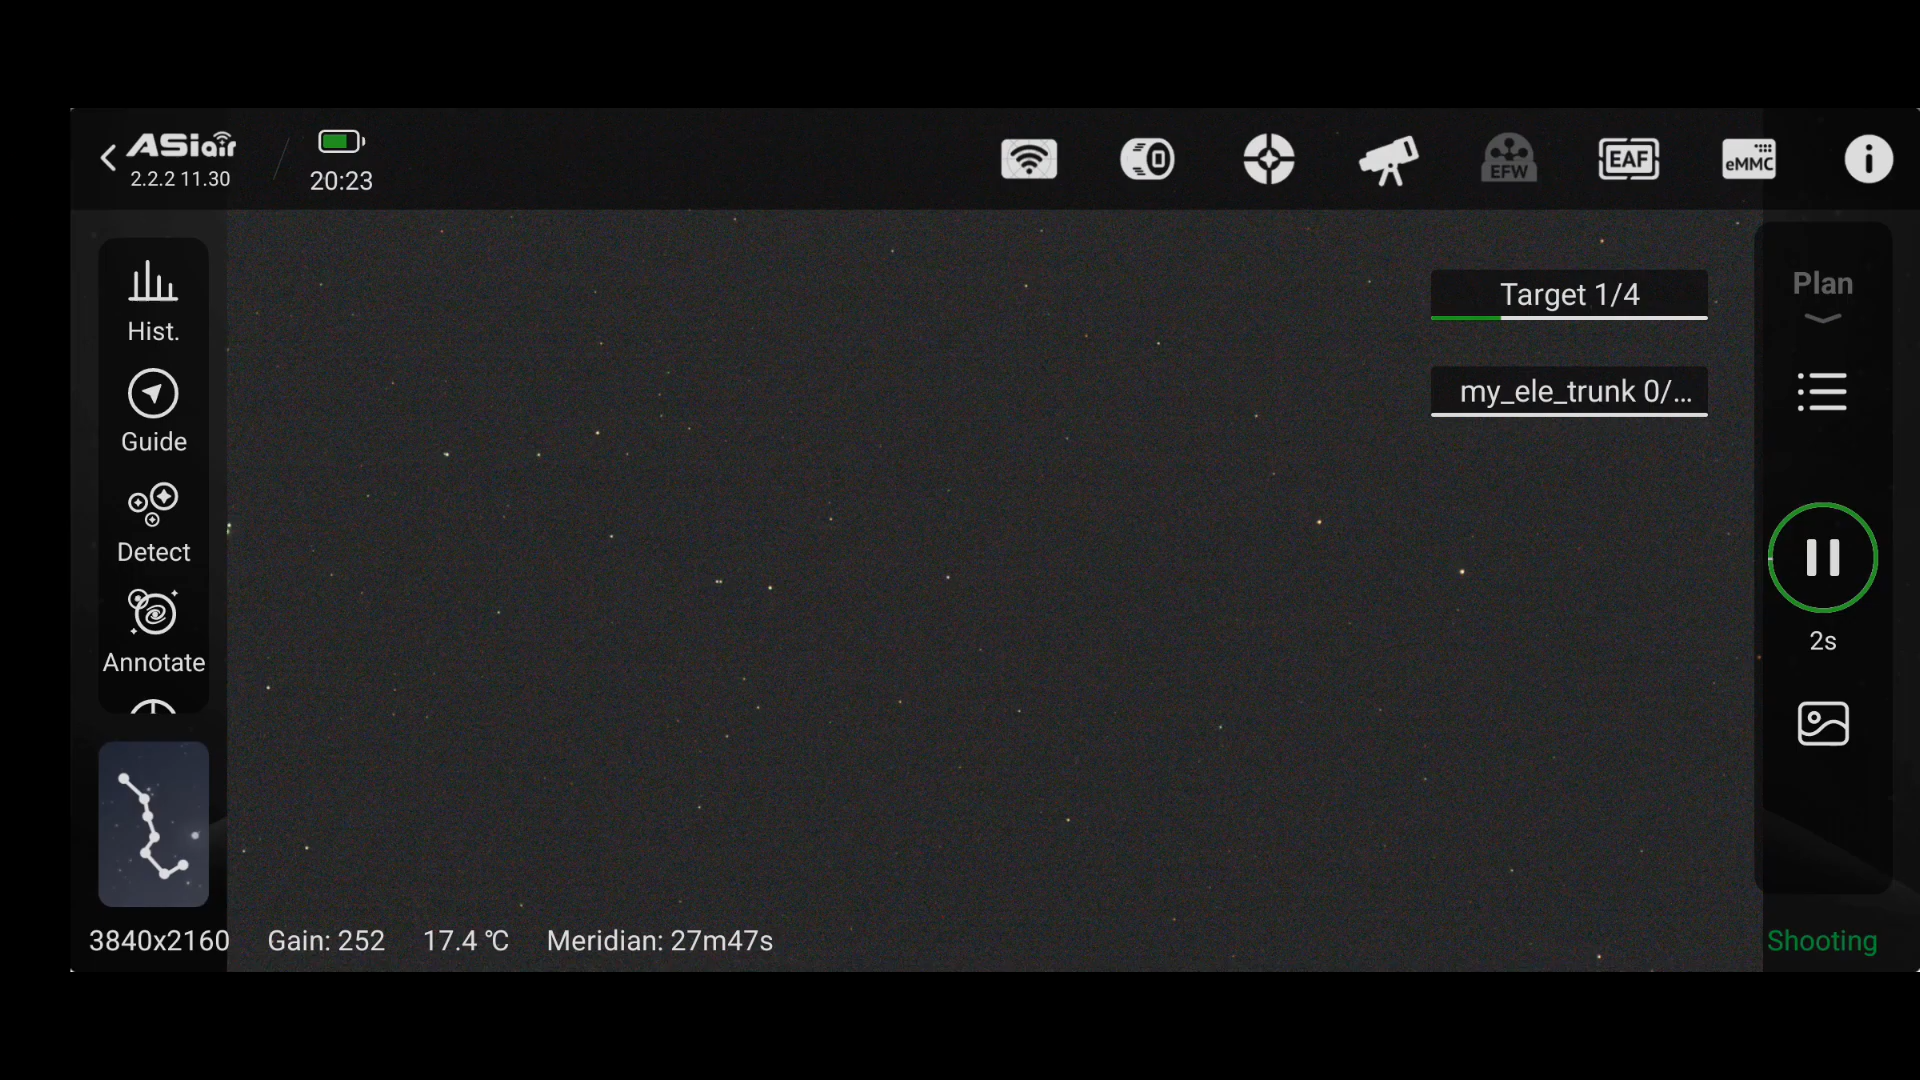 ASiair
2.2.2 11.30
20:23
EFW
EAF
eMMC
Hist.
Guide
Detect
Annotate
Target 1/4
my_ele_trunk 0/...
Plan
2s
3840x2160
Gain: 252
17.4 ℃
Meridian: 27m47s
Shooting